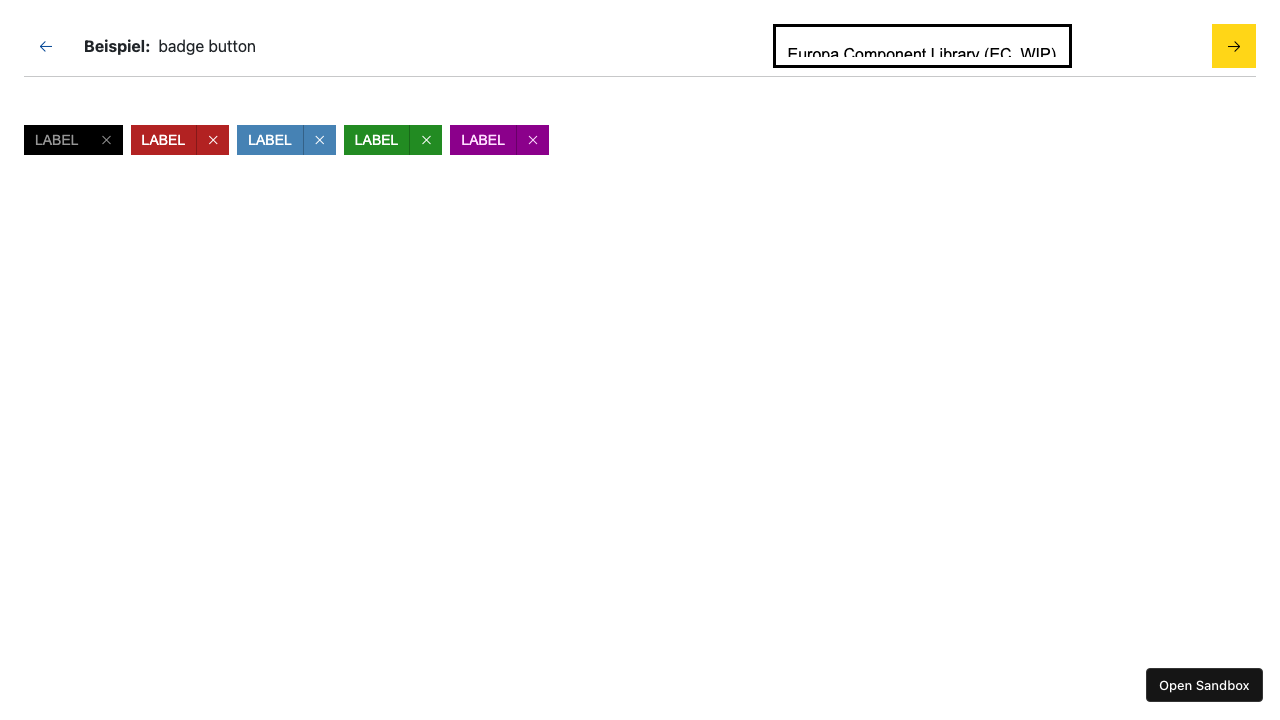 Beispiel: badge button
Europa Component Library (EC, WIP)
LABEL LABEL LABEL LABEL LABEL
Open Sandbox